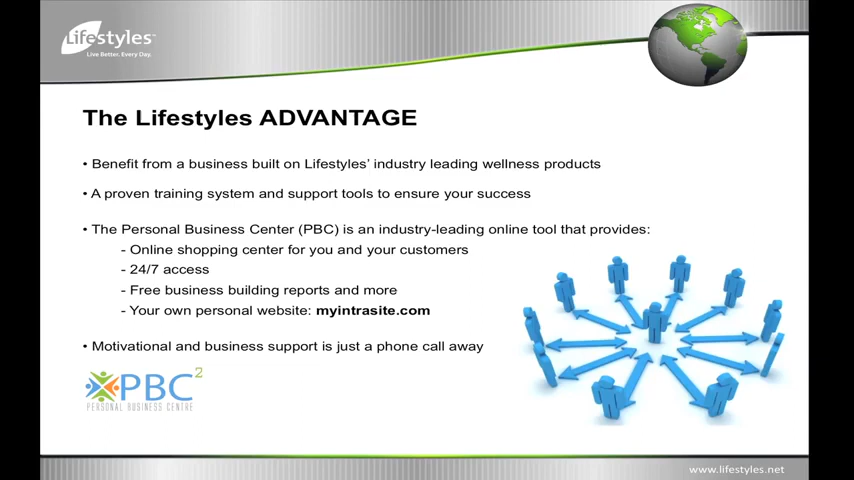 Lifestyles™
Live Better. Every Day.
The Lifestyles ADVANTAGE
• Benefit from a business built on Lifestyles' industry leading wellness products
• A proven training system and support tools to ensure your success
• The Personal Business Center (PBC) is an industry-leading online tool that provides:
- Online shopping center for you and your customers
- 24/7 access
- Free business building reports and more
- Your own personal website: myintrasite.com
• Motivational and business support is just a phone call away
PBC2
PERSONAL BUSINESS CENTRE
www.lifestyles.net